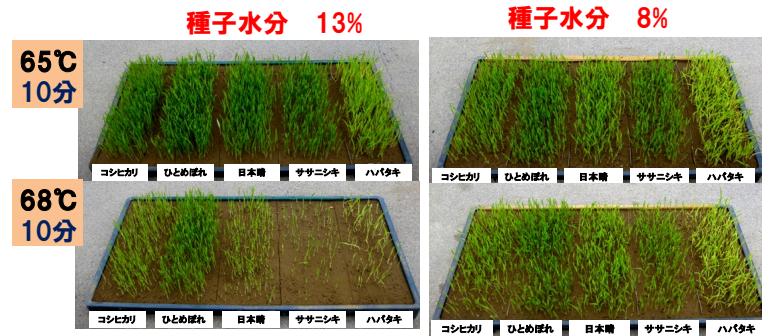 種子水分 13%
種子水分 8%
65℃
10分
コシヒカリ ひとめぼれ 日本晴 ササニシキ ハバタキ
コシヒカリ ひとめぼれ 日本晴 ササニシキ ハバタキ
68℃
10分
コシヒカリ ひとめぼれ 日本晴 ササニシキ ハバタキ
コシヒカリ ひとめぼれ 日本晴 ササニシキ ハバタキ